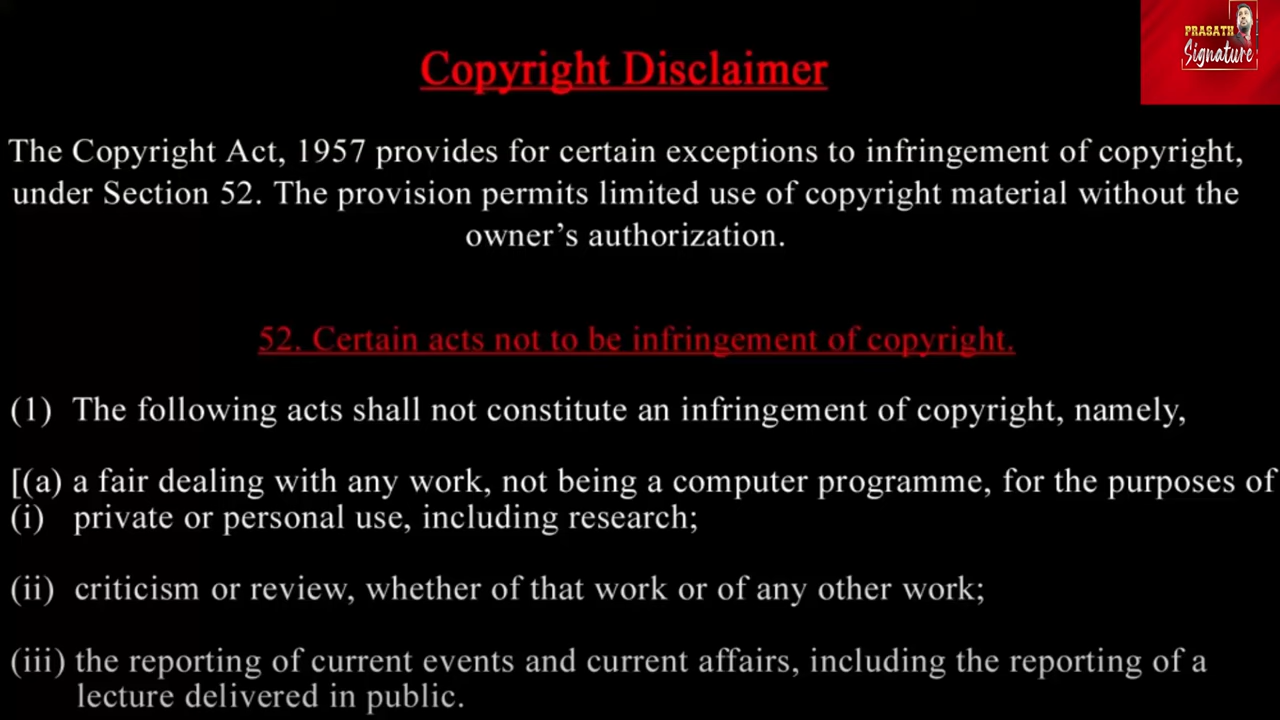 PRASATH
Signature
Copyright Disclaimer
The Copyright Act, 1957 provides for certain exceptions to infringement of copyright,
under Section 52. The provision permits limited use of copyright material without the
owner’s authorization.
52. Certain acts not to be infringement of copyright.
(1) The following acts shall not constitute an infringement of copyright, namely,
[(a) a fair dealing with any work, not being a computer programme, for the purposes of
(i) private or personal use, including research;
(ii) criticism or review, whether of that work or of any other work;
(iii) the reporting of current events and current affairs, including the reporting of a
lecture delivered in public.